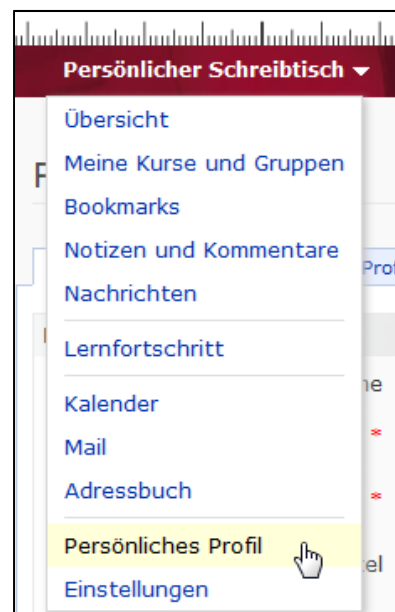 Persönlicher Schreibtisch
Übersicht
Meine Kurse und Gruppen
Bookmarks
Notizen und Kommentare
Prof
Nachrichten
Lernfortschritt
Kalender
*
Mail
Adressbuch
*
Persönliches Profil
Einstellungen